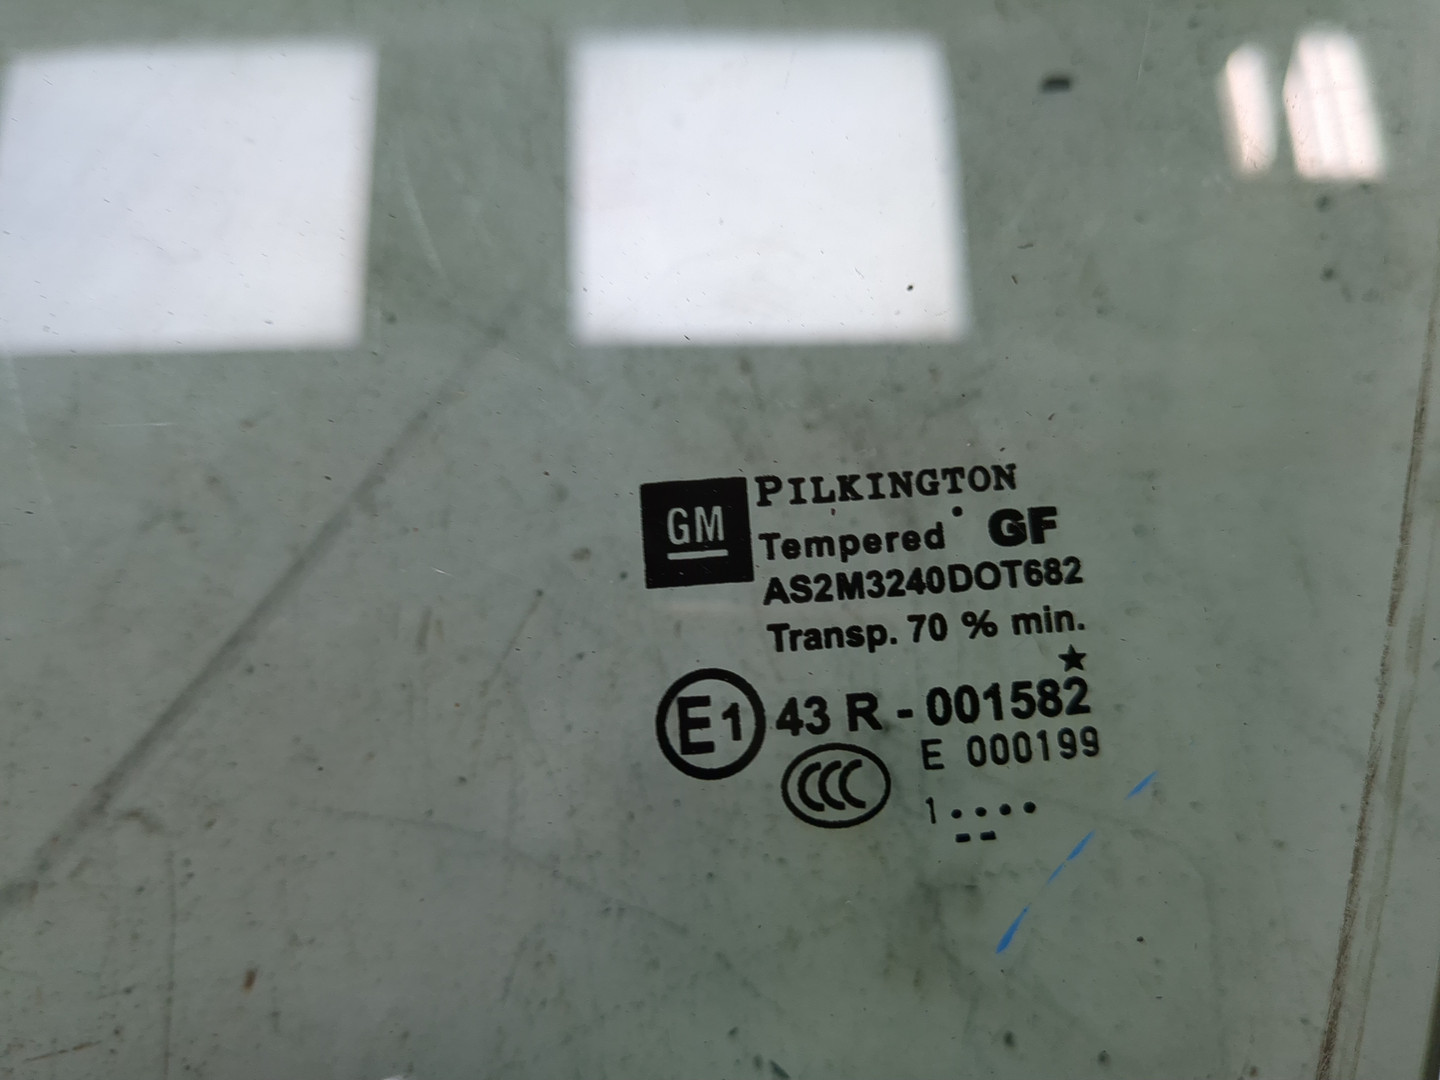 GM
PILKINGTON
Tempered GF
AS2M3240DOT682
Transp. 70 % min.
★
E1 43 R - 001582
CCC E 000199
1 ....
--